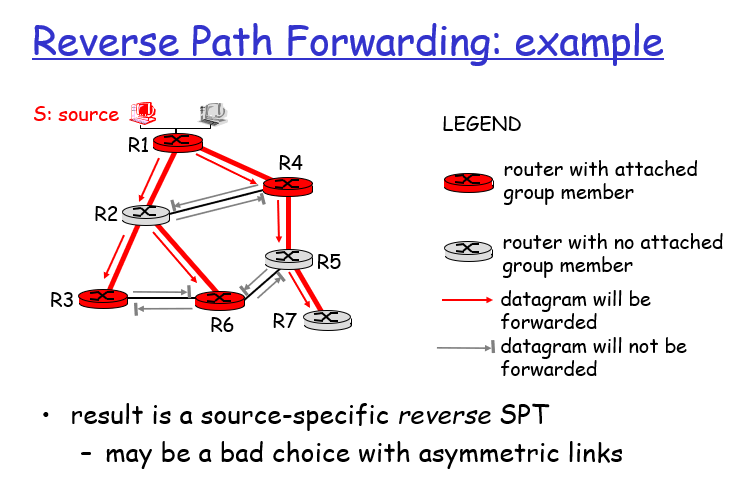 Reverse Path Forwarding: example
S: source
R1
R4
R2
R5
R3
R6
R7
LEGEND
router with attached
group member
router with no attached
group member
datagram will be
forwarded
datagram will not be
forwarded
• result is a source-specific reverse SPT
– may be a bad choice with asymmetric links